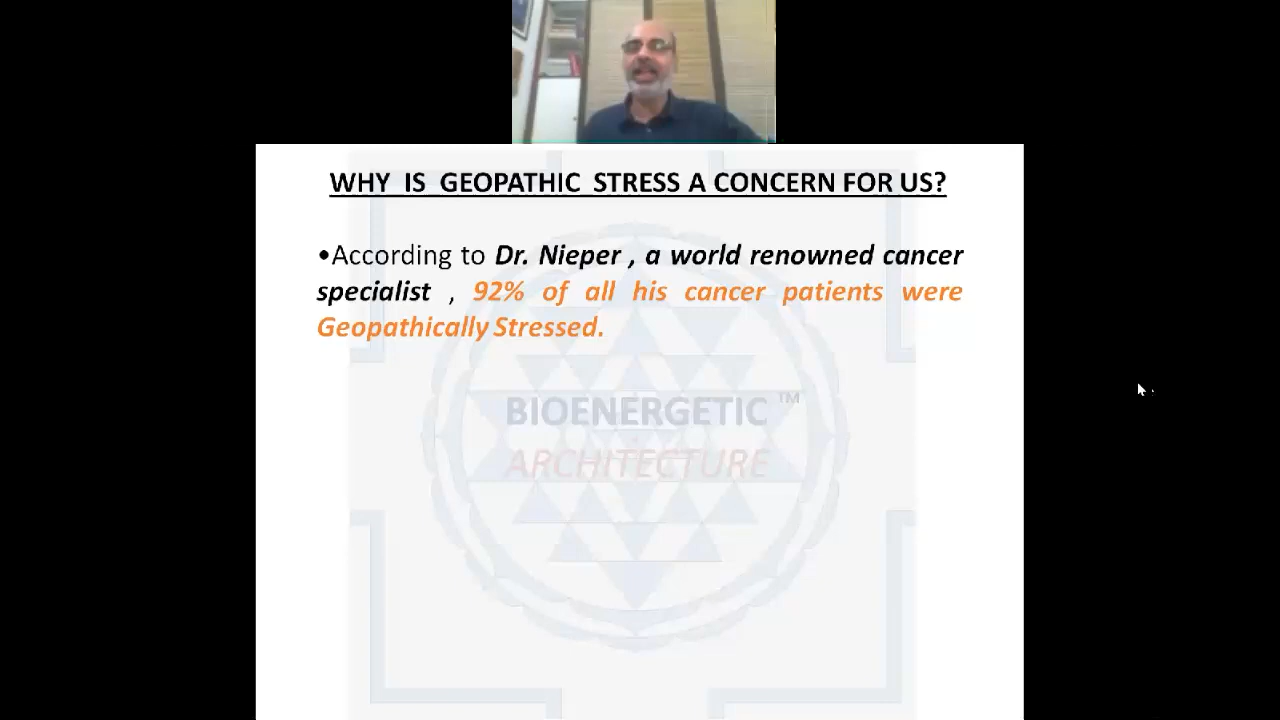 WHY IS GEOPATHIC STRESS A CONCERN FOR US?
•According to Dr. Nieper , a world renowned cancer
specialist , 92% of all his cancer patients were
Geopathically Stressed.
BIOENERGETIC ™
ARCHITECTURE